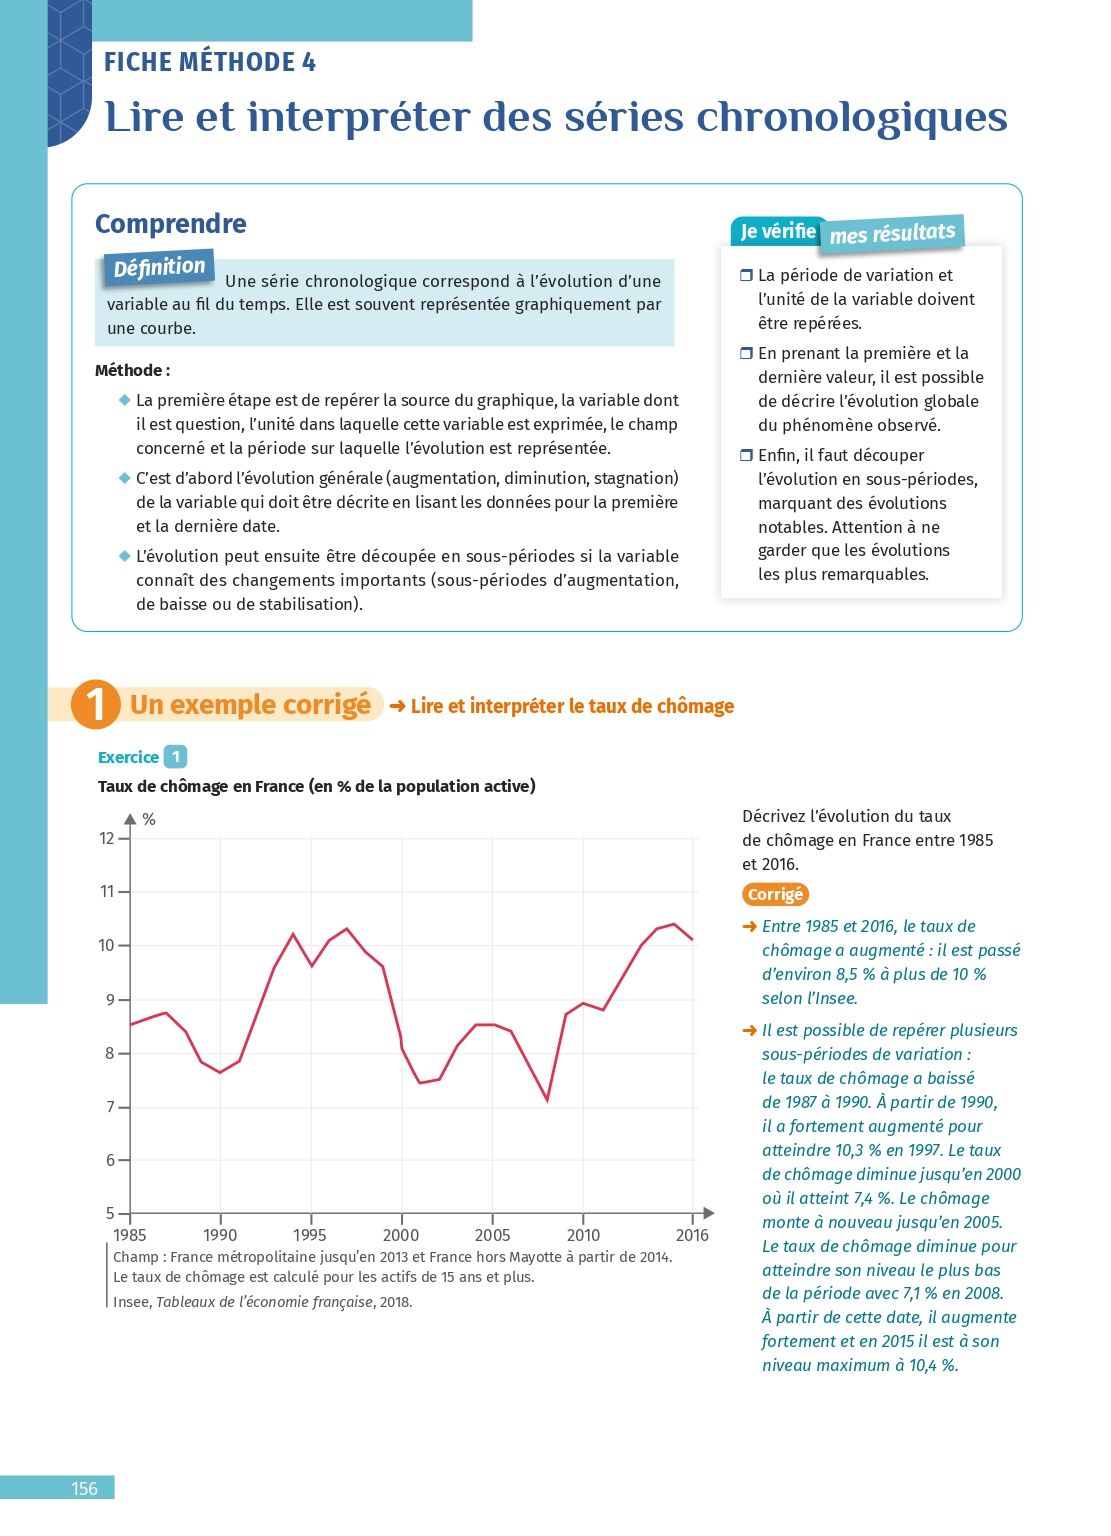 FICHE MÉTHODE 4
Lire et interpréter des séries chronologiques
Comprendre
Définition
Une série chronologique correspond à l’évolution d’une
variable au fil du temps. Elle est souvent représentée graphiquement par
une courbe.
Méthode :
◆ La première étape est de repérer la source du graphique, la variable dont
il est question, l’unité dans laquelle cette variable est exprimée, le champ
concerné et la période sur laquelle l’évolution est représentée.
◆ C’est d’abord l’évolution générale (augmentation, diminution, stagnation)
de la variable qui doit être décrite en lisant les données pour la première
et la dernière date.
◆ L’évolution peut ensuite être découpée en sous-périodes si la variable
connaît des changements importants (sous-périodes d’augmentation,
de baisse ou de stabilisation).
Je vérifie mes résultats
❒ La période de variation et
l’unité de la variable doivent
être repérées.
❒ En prenant la première et la
dernière valeur, il est possible
de décrire l’évolution globale
du phénomène observé.
❒ Enfin, il faut découper
l’évolution en sous-périodes,
marquant des évolutions
notables. Attention à ne
garder que les évolutions
les plus remarquables.
1 Un exemple corrigé ➜ Lire et interpréter le taux de chômage
Exercice 1
Taux de chômage en France (en % de la population active)
%
12
11
10
9
8
7
6
5
1985 1990 1995 2000 2005 2010 2016
Champ : France métropolitaine jusqu’en 2013 et France hors Mayotte à partir de 2014.
Le taux de chômage est calculé pour les actifs de 15 ans et plus.
Insee, Tableaux de l’économie française, 2018.
Décrivez l’évolution du taux
de chômage en France entre 1985
et 2016.
Corrigé
➜ Entre 1985 et 2016, le taux de
chômage a augmenté : il est passé
d’environ 8,5 % à plus de 10 %
selon l’Insee.
➜ Il est possible de repérer plusieurs
sous-périodes de variation :
le taux de chômage a baissé
de 1987 à 1990. À partir de 1990,
il a fortement augmenté pour
atteindre 10,3 % en 1997. Le taux
de chômage diminue jusqu’en 2000
où il atteint 7,4 %. Le chômage
monte à nouveau jusqu’en 2005.
Le taux de chômage diminue pour
atteindre son niveau le plus bas
de la période avec 7,1 % en 2008.
À partir de cette date, il augmente
fortement et en 2015 il est à son
niveau maximum à 10,4 %.
156